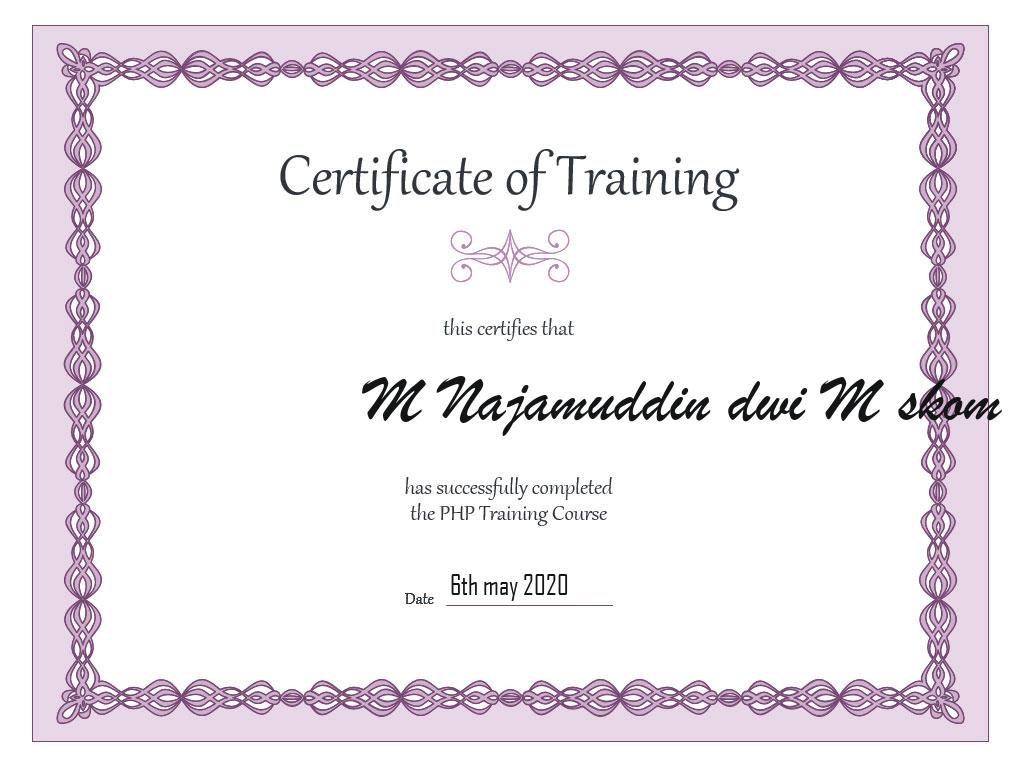 Certificate of Training
this certifies that
M Najamuddin dwi M skom
has successfully completed
the PHP Training Course
Date 6th may 2020